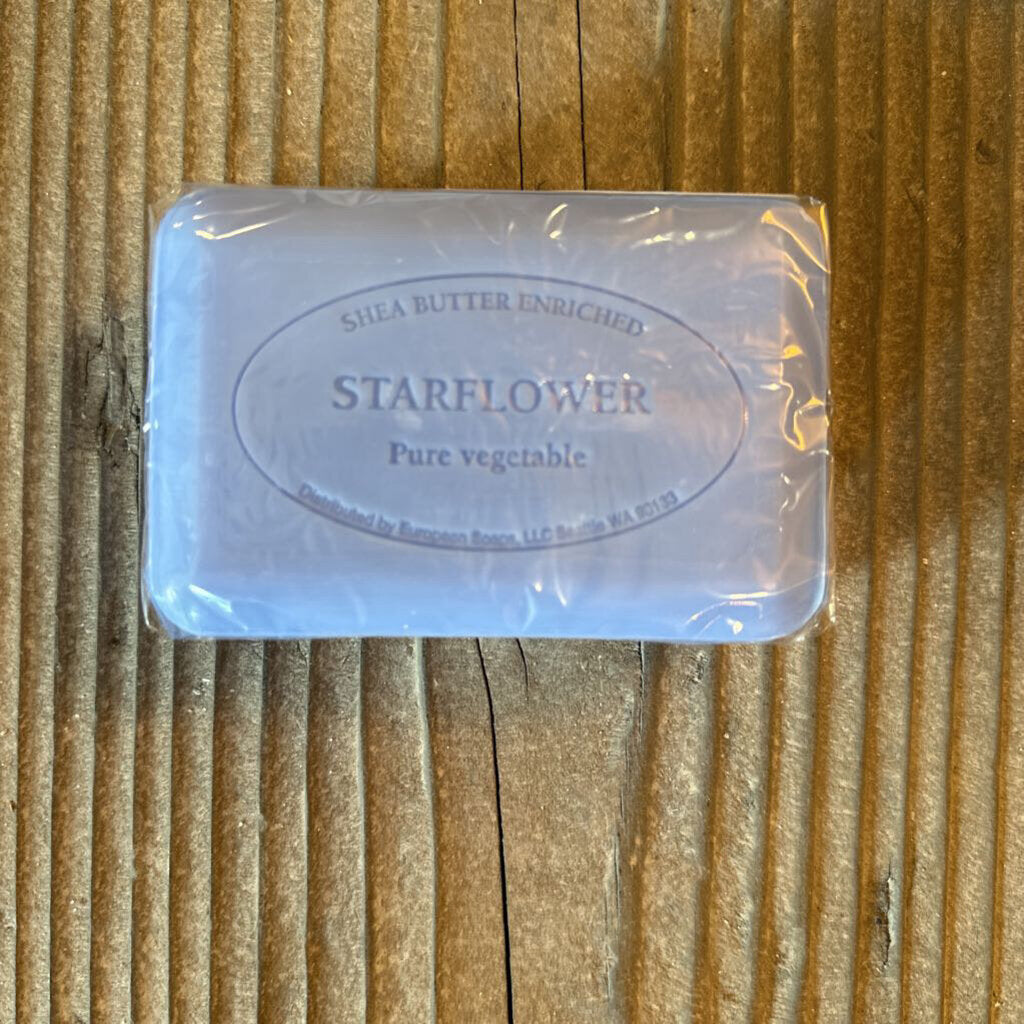 SHEA BUTTER ENRICHED
STARFLOWER
Pure vegetable
Distributed by European Soaps, LLC Seattle WA